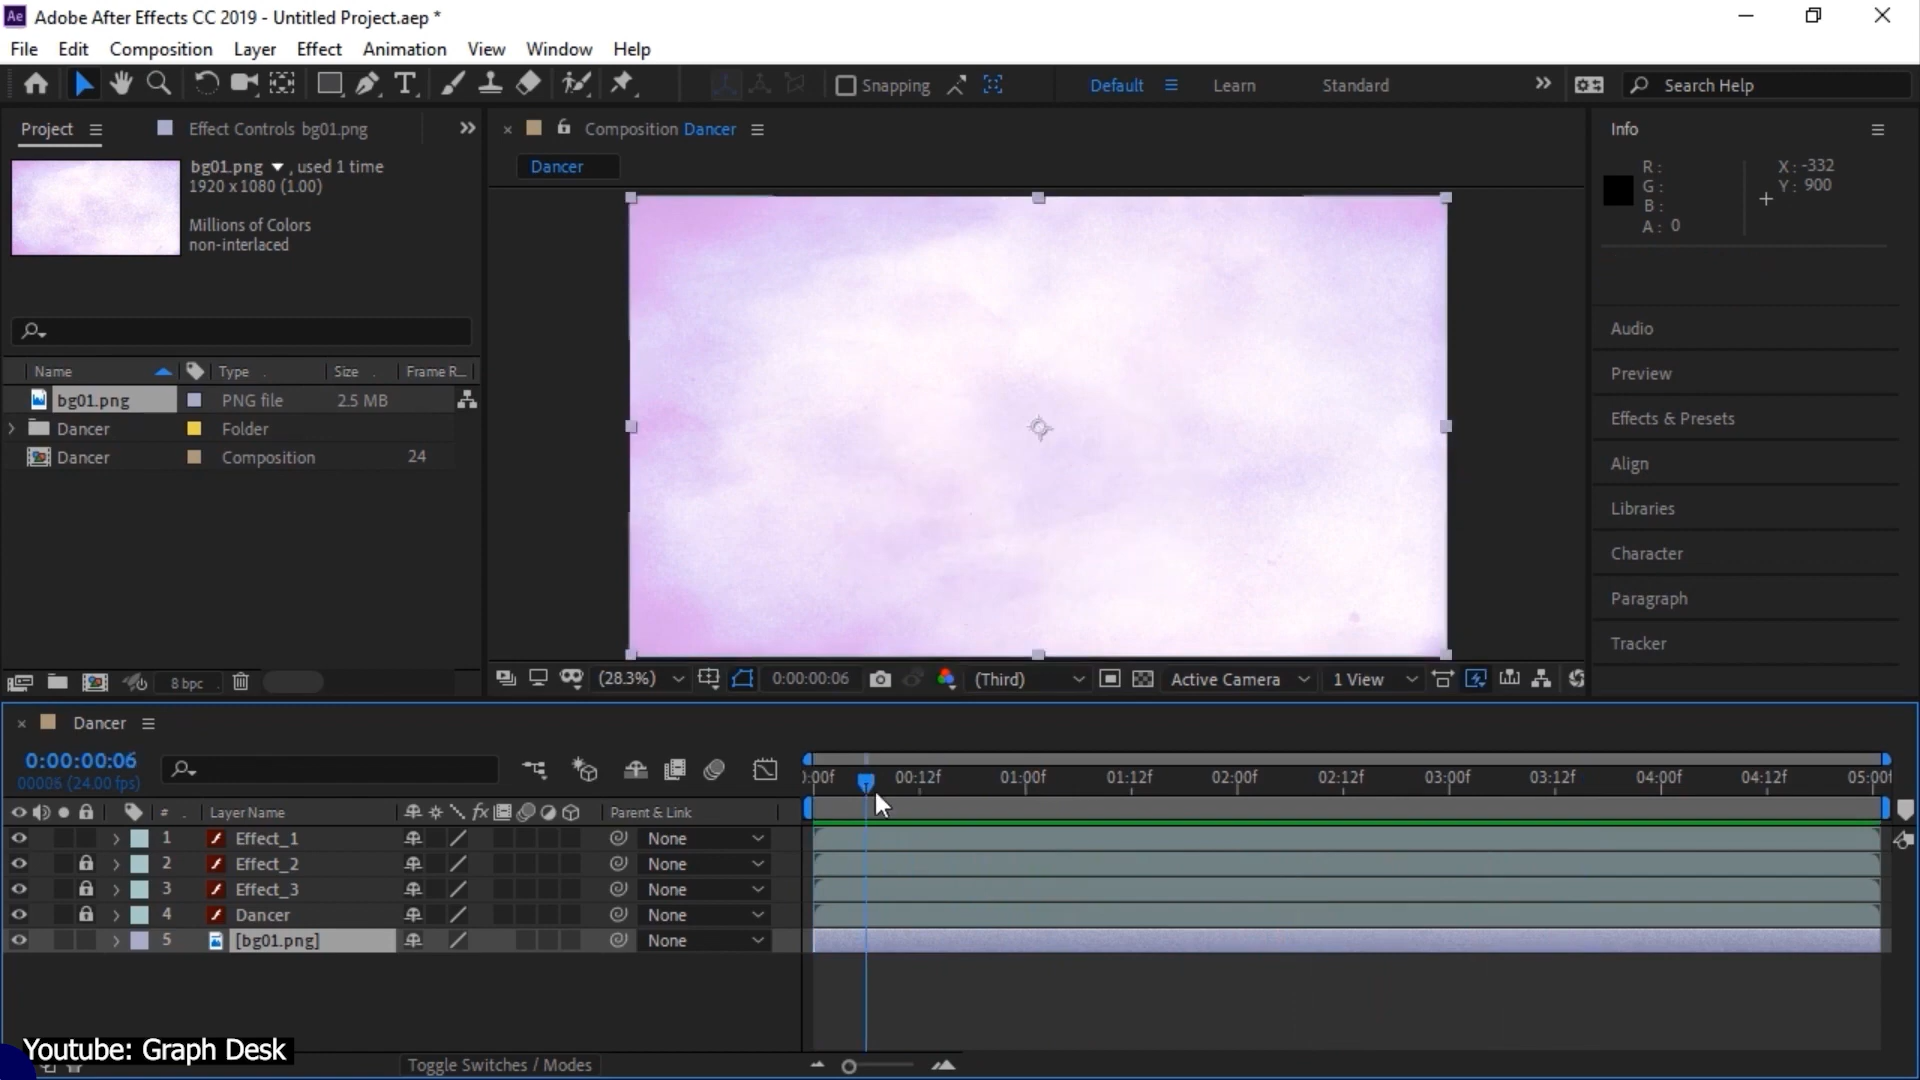 Ae Adobe After Effects CC 2019 - Untitled Project.aep *
File Edit Composition Layer Effect Animation View Window Help
Snapping Default Learn Standard Search Help
Project Effect Controls bg01.png
Composition Dancer
Info
bg01.png , used 1 time
1920 x 1080 (1.00)
Millions of Colors
non-interlaced
Dancer
R :
G :
B :
A : 0
X : -332
Y : 900
Audio
Preview
Effects & Presets
Align
Libraries
Character
Paragraph
Tracker
Name Type Size Frame R...
bg01.png PNG file 2.5 MB
Dancer Folder
Dancer Composition 24
8 bpc
(28.3%) 0:00:00:06 (Third) Active Camera 1 View
Dancer
0:00:00:06
00006 (24.00 fps)
):00f 00:12f 01:00f 01:12f 02:00f 02:12f 03:00f 03:12f 04:00f 04:12f 05:00f
# Layer Name fx Parent & Link
1 Effect_1 None
2 Effect_2 None
3 Effect_3 None
4 Dancer None
5 [bg01.png] None
Youtube: Graph Desk
Toggle Switches / Modes